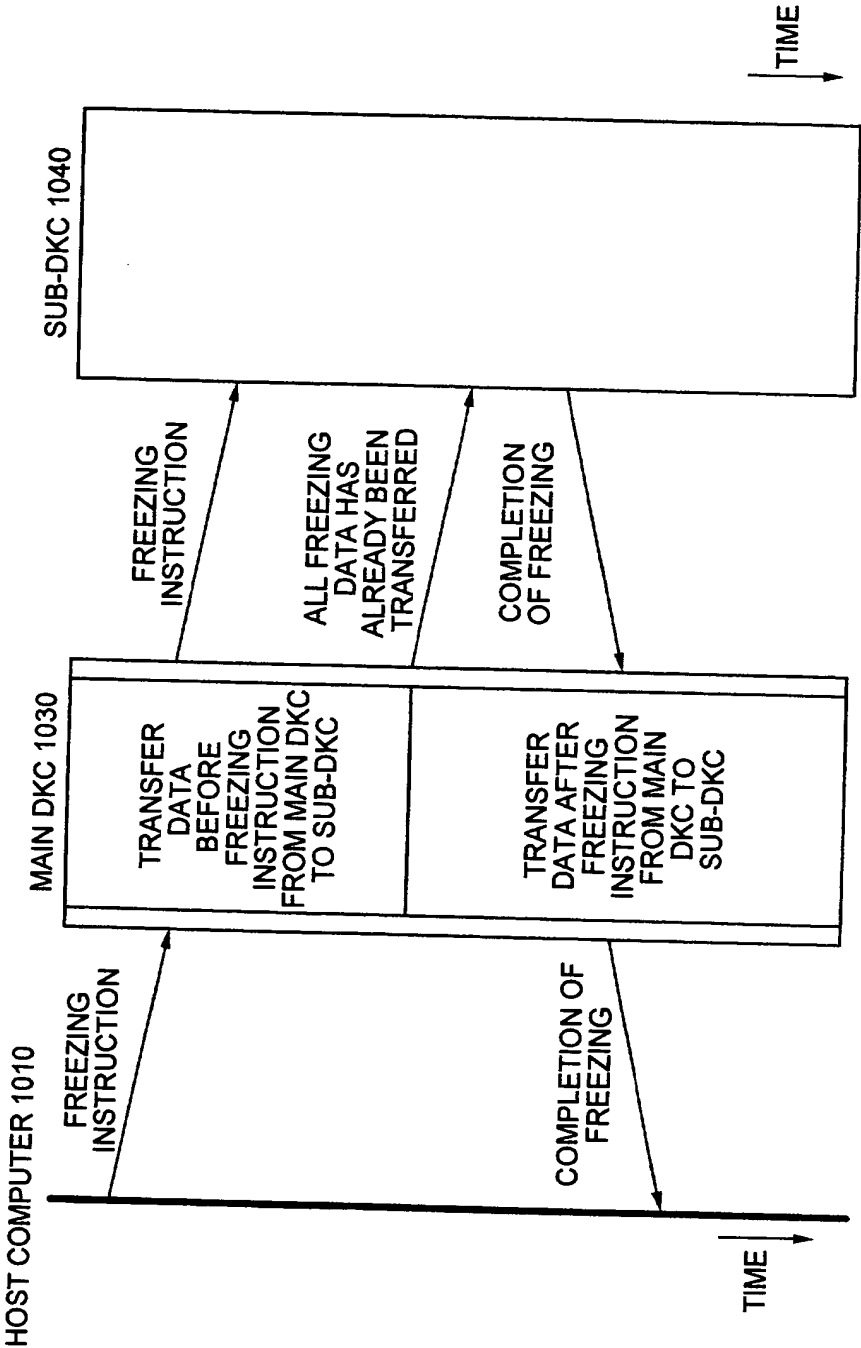 HOST COMPUTER 1010
MAIN DKC 1030
SUB-DKC 1040
FREEZING
INSTRUCTION
TRANSFER
DATA
BEFORE
FREEZING
INSTRUCTION
FROM MAIN DKC
TO SUB-DKC
FREEZING
INSTRUCTION
ALL FREEZING
DATA HAS
ALREADY BEEN
TRANSFERRED
TRANSFER
DATA AFTER
FREEZING
INSTRUCTION
FROM MAIN
DKC TO
SUB-DKC
COMPLETION
OF FREEZING
COMPLETION OF
FREEZING
TIME
TIME